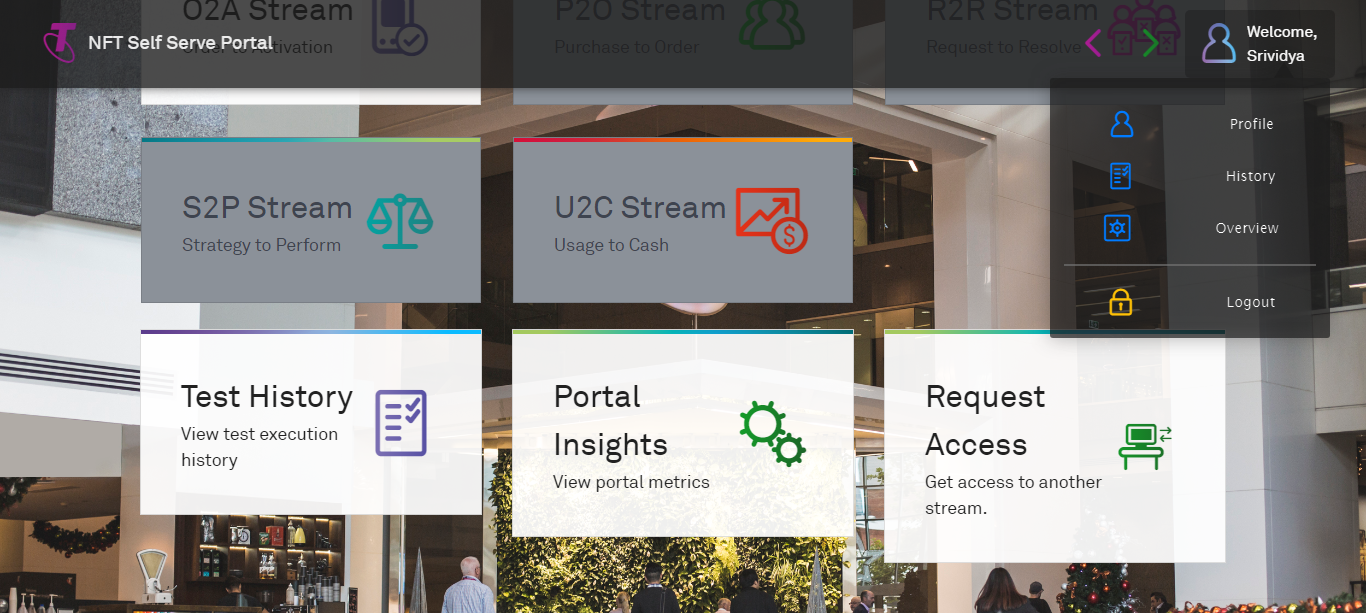 O2A Stream
Order to Activation
P2O Stream
Purchase to Order
R2R Stream
Request to Resolve
NFT Self Serve Portal
Welcome,
Srividya
Profile
History
Overview
Logout
S2P Stream
Strategy to Perform
U2C Stream
Usage to Cash
Test History
View test execution
history
Portal
Insights
View portal metrics
Request
Access
Get access to another
stream.